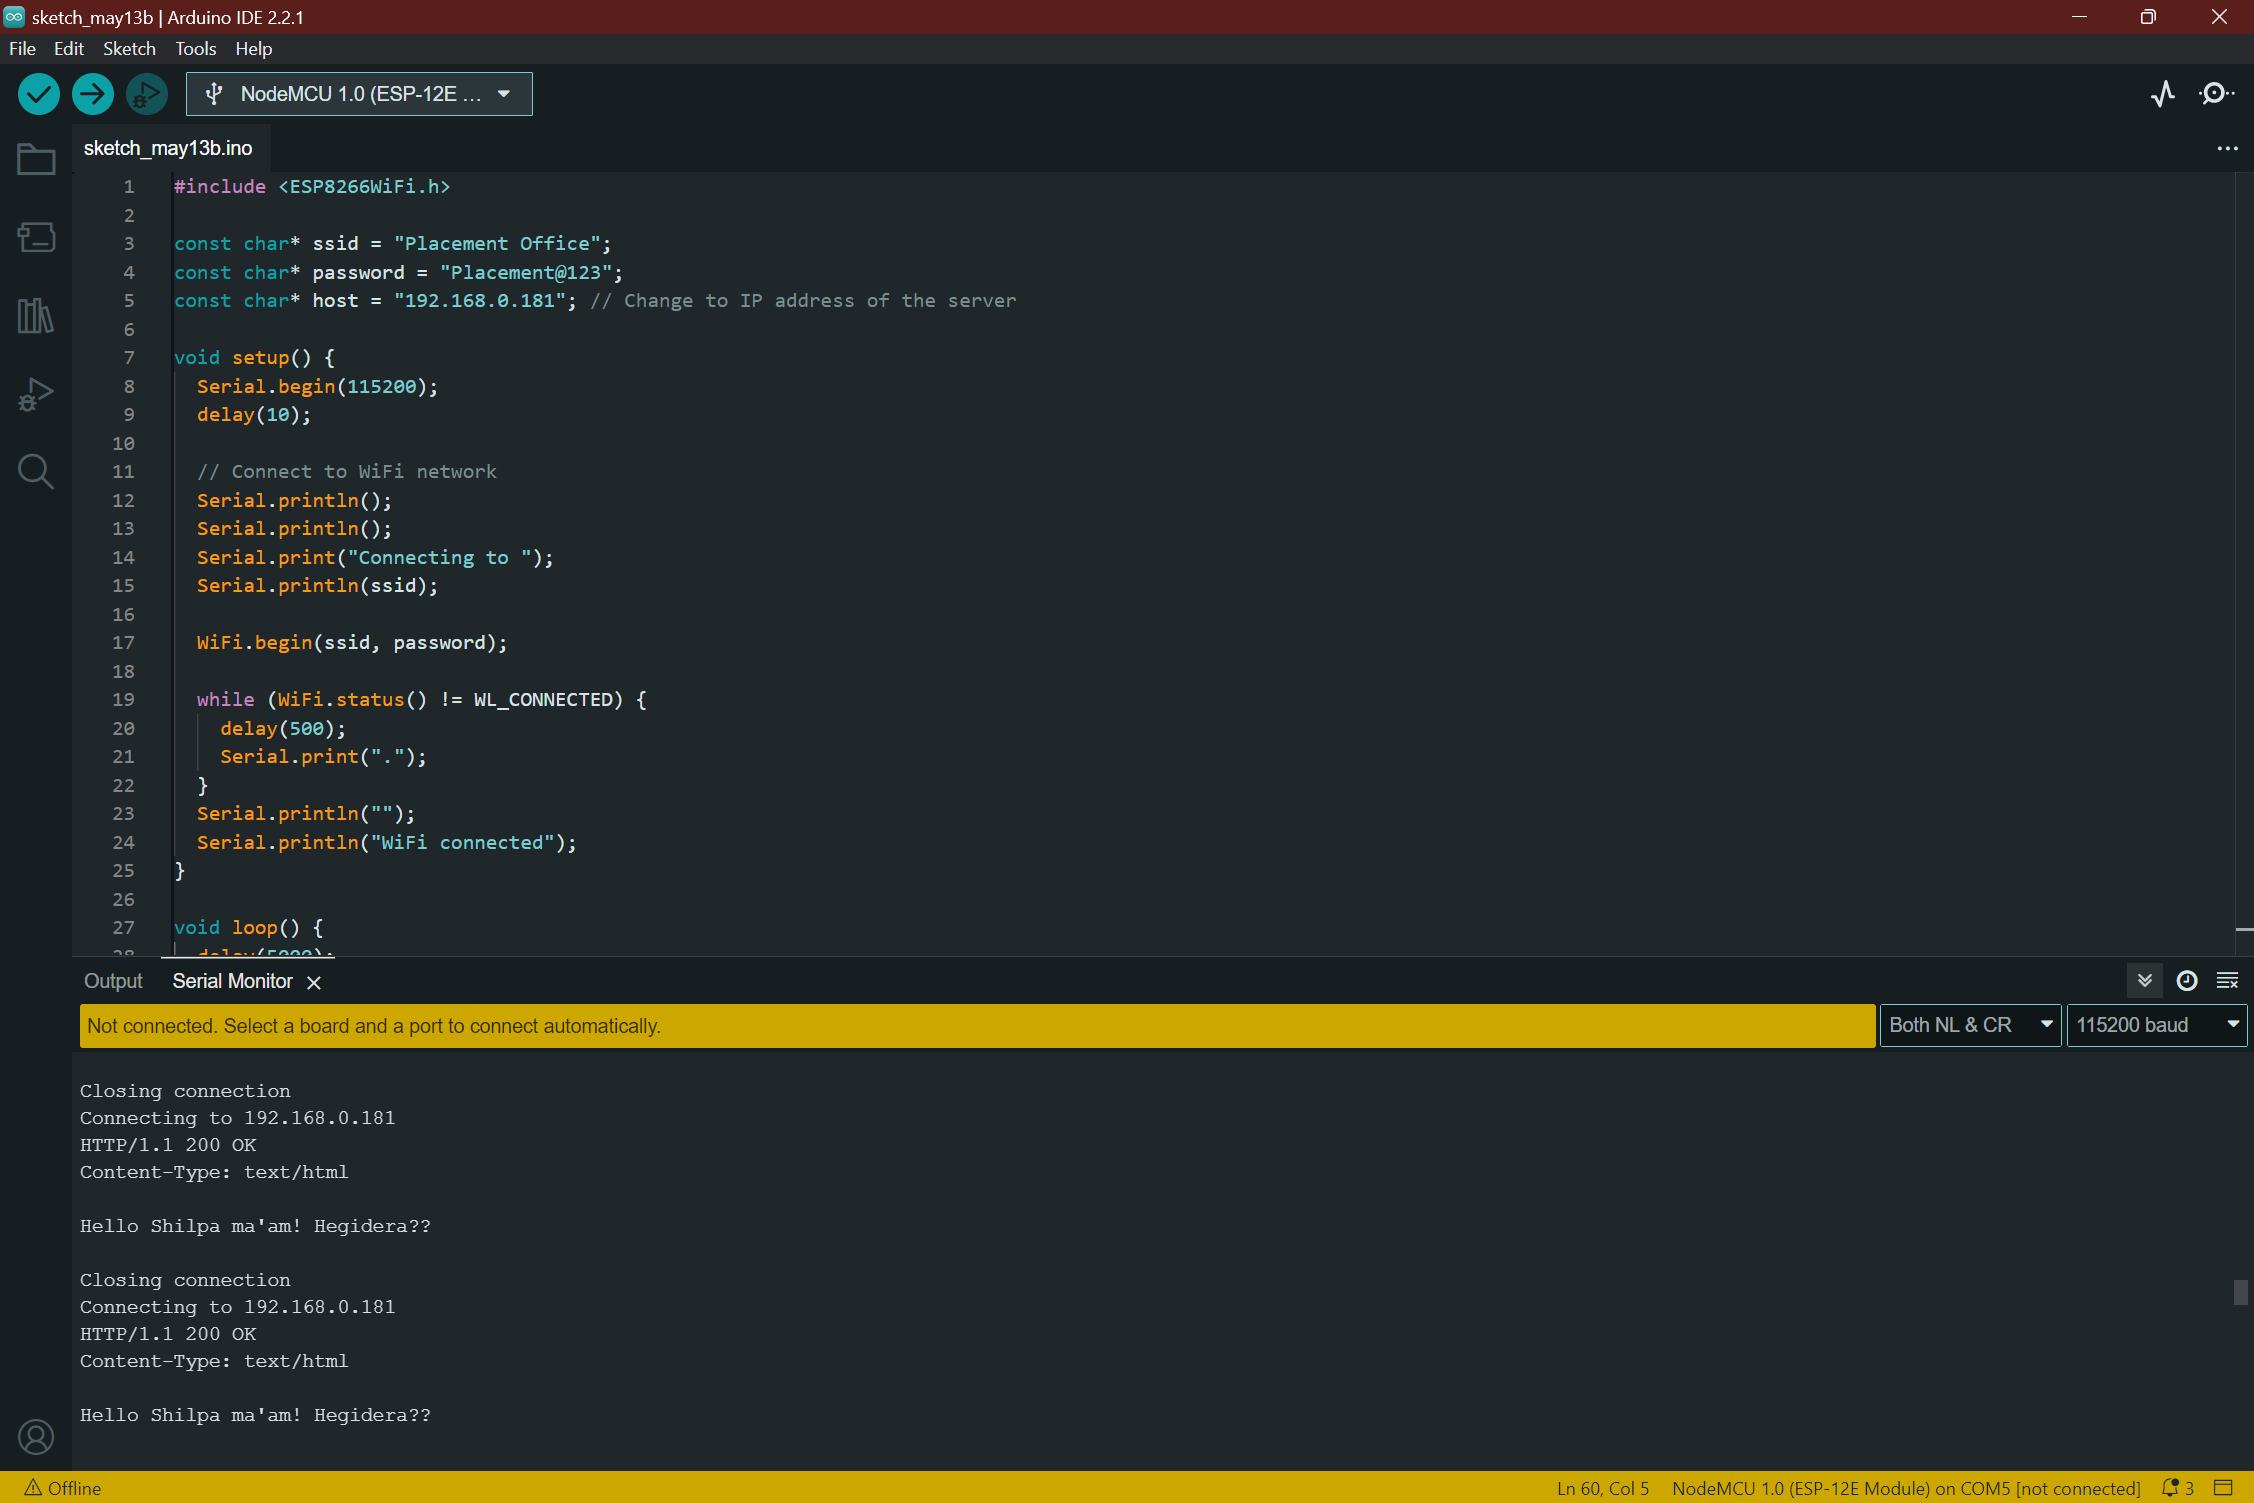 sketch_may13b | Arduino IDE 2.2.1
File Edit Sketch Tools Help
NodeMCU 1.0 (ESP-12E ...
sketch_may13b.ino
1 #include <ESP8266WiFi.h>
2
3 const char* ssid = "Placement Office";
4 const char* password = "Placement@123";
5 const char* host = "192.168.0.181"; // Change to IP address of the server
6
7 void setup() {
8 Serial.begin(115200);
9 delay(10);
10
11 // Connect to WiFi network
12 Serial.println();
13 Serial.println();
14 Serial.print("Connecting to ");
15 Serial.println(ssid);
16
17 WiFi.begin(ssid, password);
18
19 while (WiFi.status() != WL_CONNECTED) {
20 delay(500);
21 Serial.print(".");
22 }
23 Serial.println("");
24 Serial.println("WiFi connected");
25 }
26
27 void loop() {
28 delay(5000);
Output Serial Monitor
Not connected. Select a board and a port to connect automatically. Both NL & CR 115200 baud
Closing connection
Connecting to 192.168.0.181
HTTP/1.1 200 OK
Content-Type: text/html
Hello Shilpa ma'am! Hegidera??
Closing connection
Connecting to 192.168.0.181
HTTP/1.1 200 OK
Content-Type: text/html
Hello Shilpa ma'am! Hegidera??
Offline Ln 60, Col 5 NodeMCU 1.0 (ESP-12E Module) on COM5 [not connected] 3